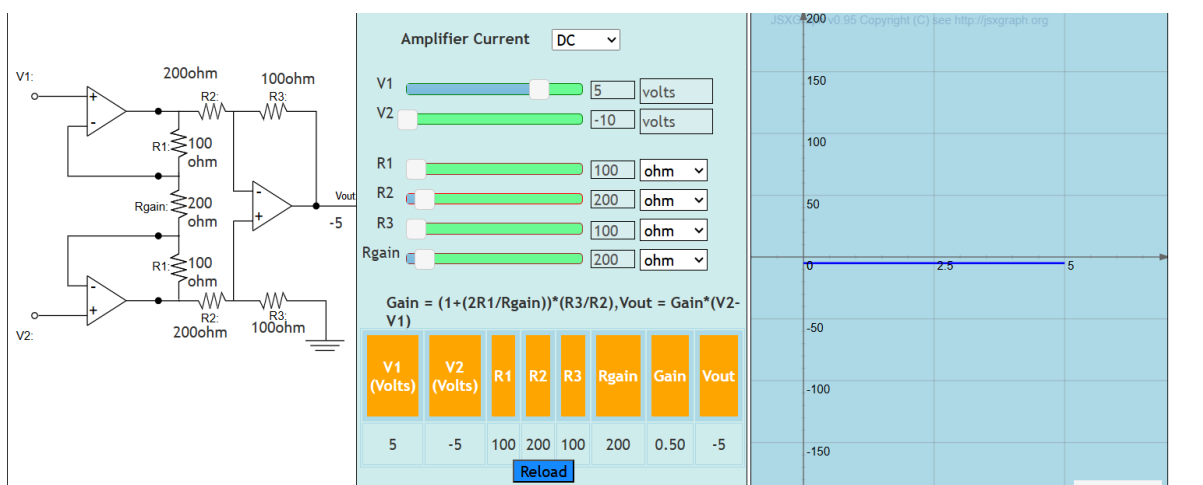 V1:
200ohm
100ohm
R2:
R3:
+
-
R1:
100
ohm
Rgain:
200
ohm
-
+
Vout
-5
R1:
100
ohm
-
+
R2:
R3:
200ohm
100ohm
V2:
Amplifier Current DC
V1 5 volts
V2 -10 volts
R1 100 ohm
R2 200 ohm
R3 100 ohm
Rgain 200 ohm
Gain = (1+(2R1/Rgain))*(R3/R2),Vout = Gain*(V2-
V1)
V1 (Volts) V2 (Volts) R1 R2 R3 Rgain Gain Vout
5 -5 100 200 100 200 0.50 -5
Reload
v0.95 Copyright (C) see http://jsxgraph.org
200
150
100
50
0 2.5 5
-50
-100
-150